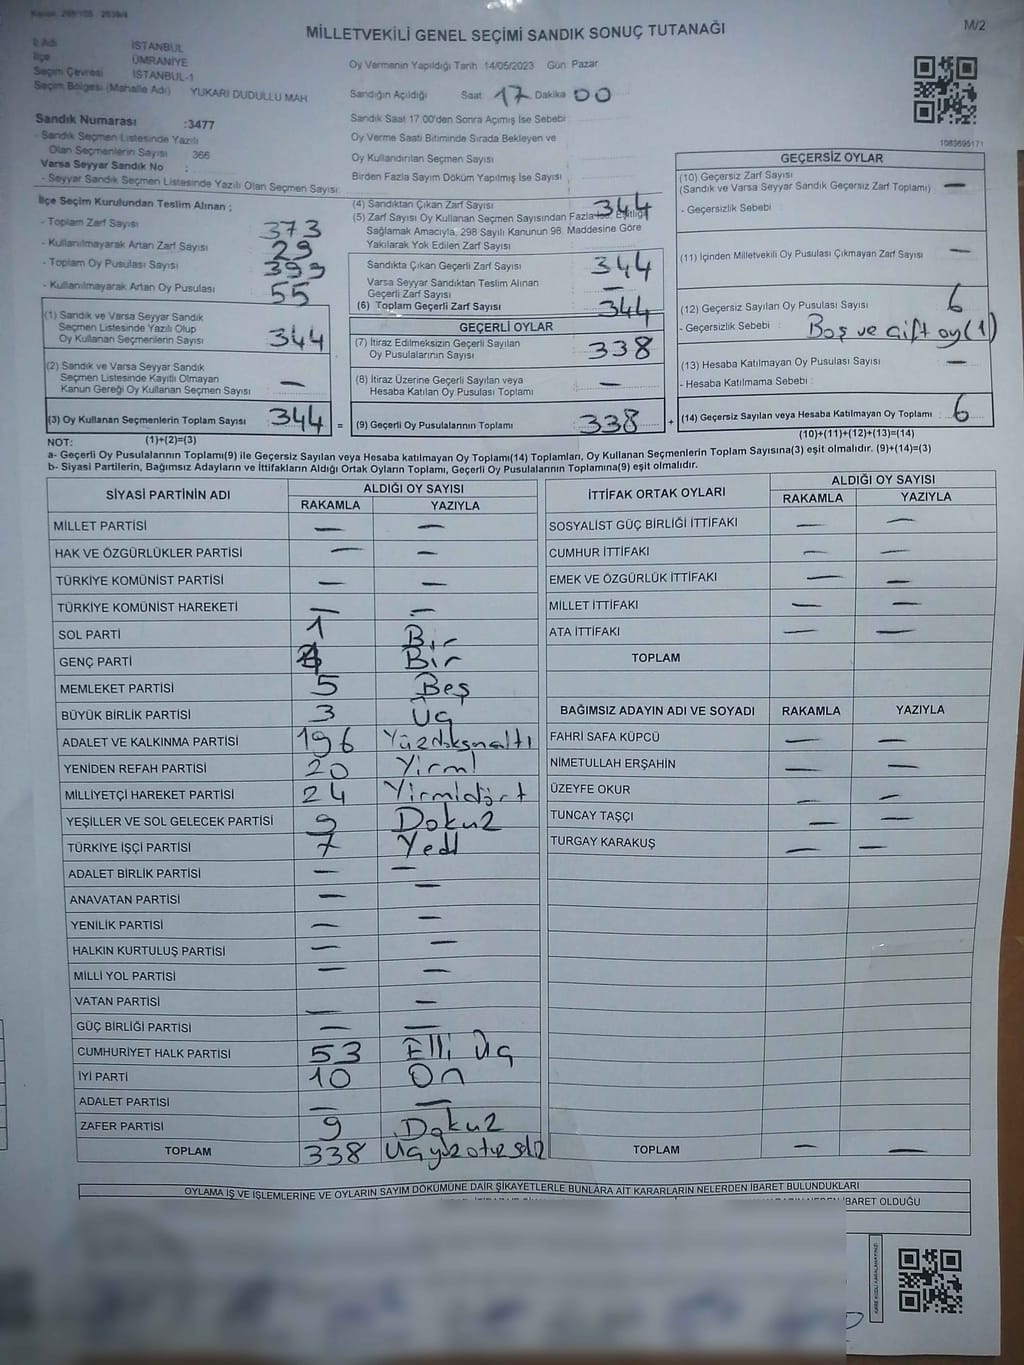 M/2
MİLLETVEKİLİ GENEL SEÇİMİ SANDIK SONUÇ TUTANAĞI
İl Adı İSTANBUL
İlçe ÜMRANİYE
Seçim Çevresi İSTANBUL-1
Seçim Bölgesi (Mahalle Adı) YUKARI DUDULLU MAH
Oy Vermenin Yapıldığı Tarih 14/05/2023 Gün Pazar
Sandığın Açıldığı Saat 17 Dakika 00
Sandık Numarası :3477
- Sandık Seçmen Listesinde Yazılı
Olan Seçmenlerin Sayısı : 366
Varsa Seyyar Sandık No :
- Seyyar Sandık Seçmen Listesinde Yazılı Olan Seçmen Sayısı:
Sandık Saat 17 00'den Sonra Açımış İse Sebebi
Oy Verme Saati Bitiminde Sırada Bekleyen ve
Oy Kullandırılan Seçmen Sayısı
Birden Fazla Sayım Döküm Yapılmış İse Sayısı
1083695171
İlçe Seçim Kurulundan Teslim Alınan ;
- Toplam Zarf Sayısı 373
- Kullanılmayarak Artan Zarf Sayısı 29
- Toplam Oy Pusulası Sayısı 399
- Kullanılmayarak Artan Oy Pusulası 55
(1) Sandık ve Varsa Seyyar Sandık
Seçmen Listesinde Yazılı Olup
Oy Kullanan Seçmenlerin Sayısı 344
(2) Sandık ve Varsa Seyyar Sandık
Seçmen Listesinde Kayıtlı Olmayan
Kanun Gereği Oy Kullanan Seçmen Sayısı —
(3) Oy Kullanan Seçmenlerin Toplam Sayısı 344 =
(4) Sandıktan Çıkan Zarf Sayısı 344
(5) Zarf Sayısı Oy Kullanan Seçmen Sayısından Fazla İse, Eşitliği
Sağlamak Amacıyla, 298 Sayılı Kanunun 98. Maddesine Göre
Yakılarak Yok Edilen Zarf Sayısı
Sandıkta Çıkan Geçerli Zarf Sayısı 344
Varsa Seyyar Sandıktan Teslim Alınan
Geçerli Zarf Sayısı —
(6) Toplam Geçerli Zarf Sayısı 344
GEÇERLİ OYLAR
(7) İtiraz Edilmeksizin Geçerli Sayılan
Oy Pusulalarının Sayısı 338
(8) İtiraz Üzerine Geçerli Sayılan veya
Hesaba Katılan Oy Pusulası Toplamı —
(9) Geçerli Oy Pusulalarının Toplamı 338 +
GEÇERSİZ OYLAR
(10) Geçersiz Zarf Sayısı
(Sandık ve Varsa Seyyar Sandık Geçersiz Zarf Toplamı) —
- Geçersizlik Sebebi
(11) İçinden Milletvekili Oy Pusulası Çıkmayan Zarf Sayısı —
(12) Geçersiz Sayılan Oy Pusulası Sayısı 6
- Geçersizlik Sebebi : Boş ve çift oy (1)
(13) Hesaba Katılmayan Oy Pusulası Sayısı —
- Hesaba Katılmama Sebebi :
(14) Geçersiz Sayılan veya Hesaba Katılmayan Oy Toplamı : 6
NOT: (1)+(2)=(3)
(10)+(11)+(12)+(13)=(14)
a- Geçerli Oy Pusulalarının Toplamı(9) ile Geçersiz Sayılan veya Hesaba Katılmayan Oy Toplamı(14) Toplamları, Oy Kullanan Seçmenlerin Toplam Sayısına(3) eşit olmalıdır. (9)+(14)=(3)
b- Siyasi Partilerin, Bağımsız Adayların ve İttifakların Aldığı Ortak Oyların Toplamı, Geçerli Oy Pusulalarının Toplamına(9) eşit olmalıdır.
SİYASİ PARTİNİN ADI ALDIĞI OY SAYISI
RAKAMLA YAZIYLA
MİLLET PARTİSİ — —
HAK VE ÖZGÜRLÜKLER PARTİSİ — —
TÜRKİYE KOMÜNİST PARTİSİ — —
TÜRKİYE KOMÜNİST HAREKETİ — —
SOL PARTİ 1 Bir
GENÇ PARTİ Bir
MEMLEKET PARTİSİ 5 Beş
BÜYÜK BİRLİK PARTİSİ 3 Üç
ADALET VE KALKINMA PARTİSİ 196 Yüzdoksanaltı
YENİDEN REFAH PARTİSİ 20 Yirmi
MİLLİYETÇİ HAREKET PARTİSİ 24 Yirmidört
YEŞİLLER VE SOL GELECEK PARTİSİ 9 Dokuz
TÜRKİYE İŞÇİ PARTİSİ 7 Yedi
ADALET BİRLİK PARTİSİ — —
ANAVATAN PARTİSİ — —
YENİLİK PARTİSİ — —
HALKIN KURTULUŞ PARTİSİ — —
MİLLİ YOL PARTİSİ — —
VATAN PARTİSİ — —
GÜÇ BİRLİĞİ PARTİSİ — —
CUMHURİYET HALK PARTİSİ 53 Elli Üç
İYİ PARTİ 10 On
ADALET PARTİSİ — —
ZAFER PARTİSİ 9 Dokuz
TOPLAM 338 Üçyüzotuzsekiz
İTTİFAK ORTAK OYLARI ALDIĞI OY SAYISI
RAKAMLA YAZIYLA
SOSYALİST GÜÇ BİRLİĞİ İTTİFAKI — —
CUMHUR İTTİFAKI — —
EMEK VE ÖZGÜRLÜK İTTİFAKI — —
MİLLET İTTİFAKI — —
ATA İTTİFAKI — —
TOPLAM
BAĞIMSIZ ADAYIN ADI VE SOYADI RAKAMLA YAZIYLA
FAHRİ SAFA KÜPCÜ — —
NİMETULLAH ERŞAHİN — —
ÜZEYFE OKUR — —
TUNCAY TAŞÇI — —
TURGAY KARAKUŞ — —
TOPLAM — —
OYLAMA İŞ VE İŞLEMLERİNE VE OYLARIN SAYIM DÖKÜMÜNE DAİR ŞİKAYETLERLE BUNLARA AİT KARARLARIN NELERDEN İBARET BULUNDUKLARI
İBARET OLDUĞU